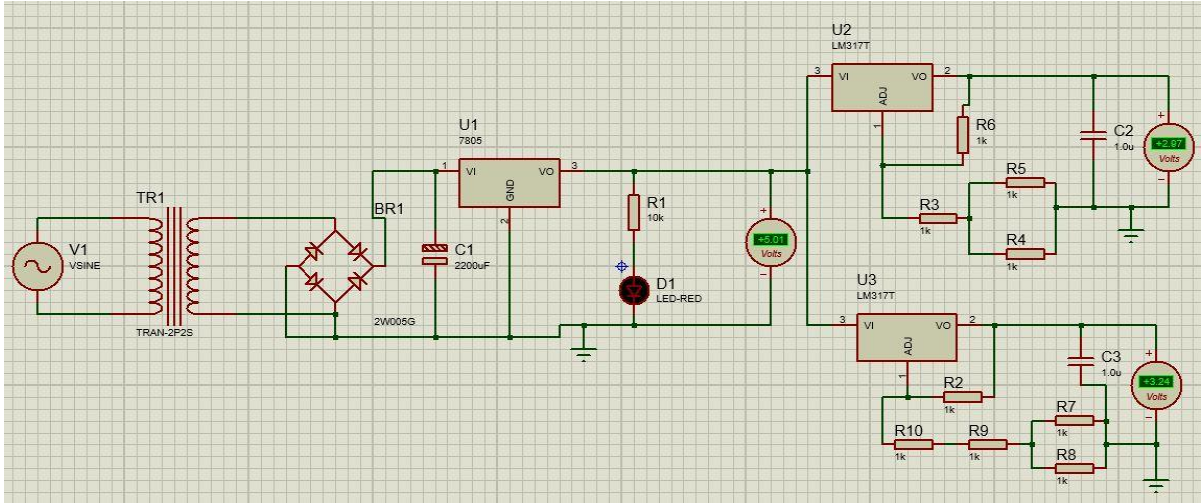 U2
LM317T
3
VI
VO
2
ADJ
1
R6
1k
C2
1.0u
+2.97
Volts
R5
1k
R3
1k
R4
1k
U1
7805
1
VI
VO
3
GND
2
R1
10k
+5.01
Volts
TR1
V1
VSINE
TRAN-2P2S
BR1
2W005G
C1
2200uF
D1
LED-RED
U3
LM317T
3
VI
VO
2
ADJ
1
C3
1.0u
+3.24
Volts
R2
1k
R7
1k
R10
1k
R9
1k
R8
1k